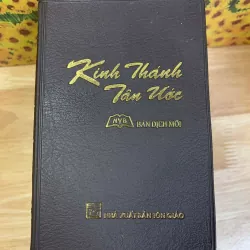 Kinh Thánh
Tân Ước
NVB
BẢN DỊCH MỚI
NHÀ XUẤT BẢN TÔN GIÁO